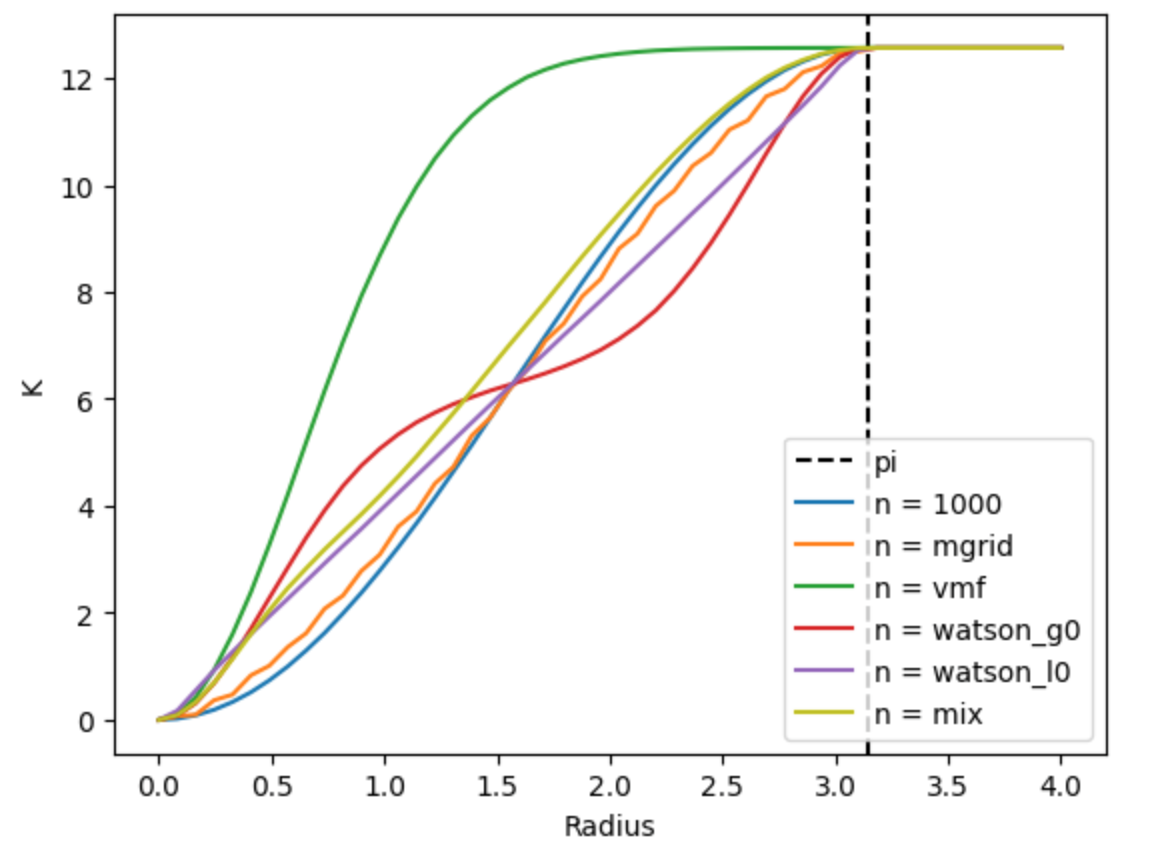 12
10
8
6
4
2
0
K
pi
n = 1000
n = mgrid
n = vmf
n = watson_g0
n = watson_l0
n = mix
0.0 0.5 1.0 1.5 2.0 2.5 3.0 3.5 4.0
Radius